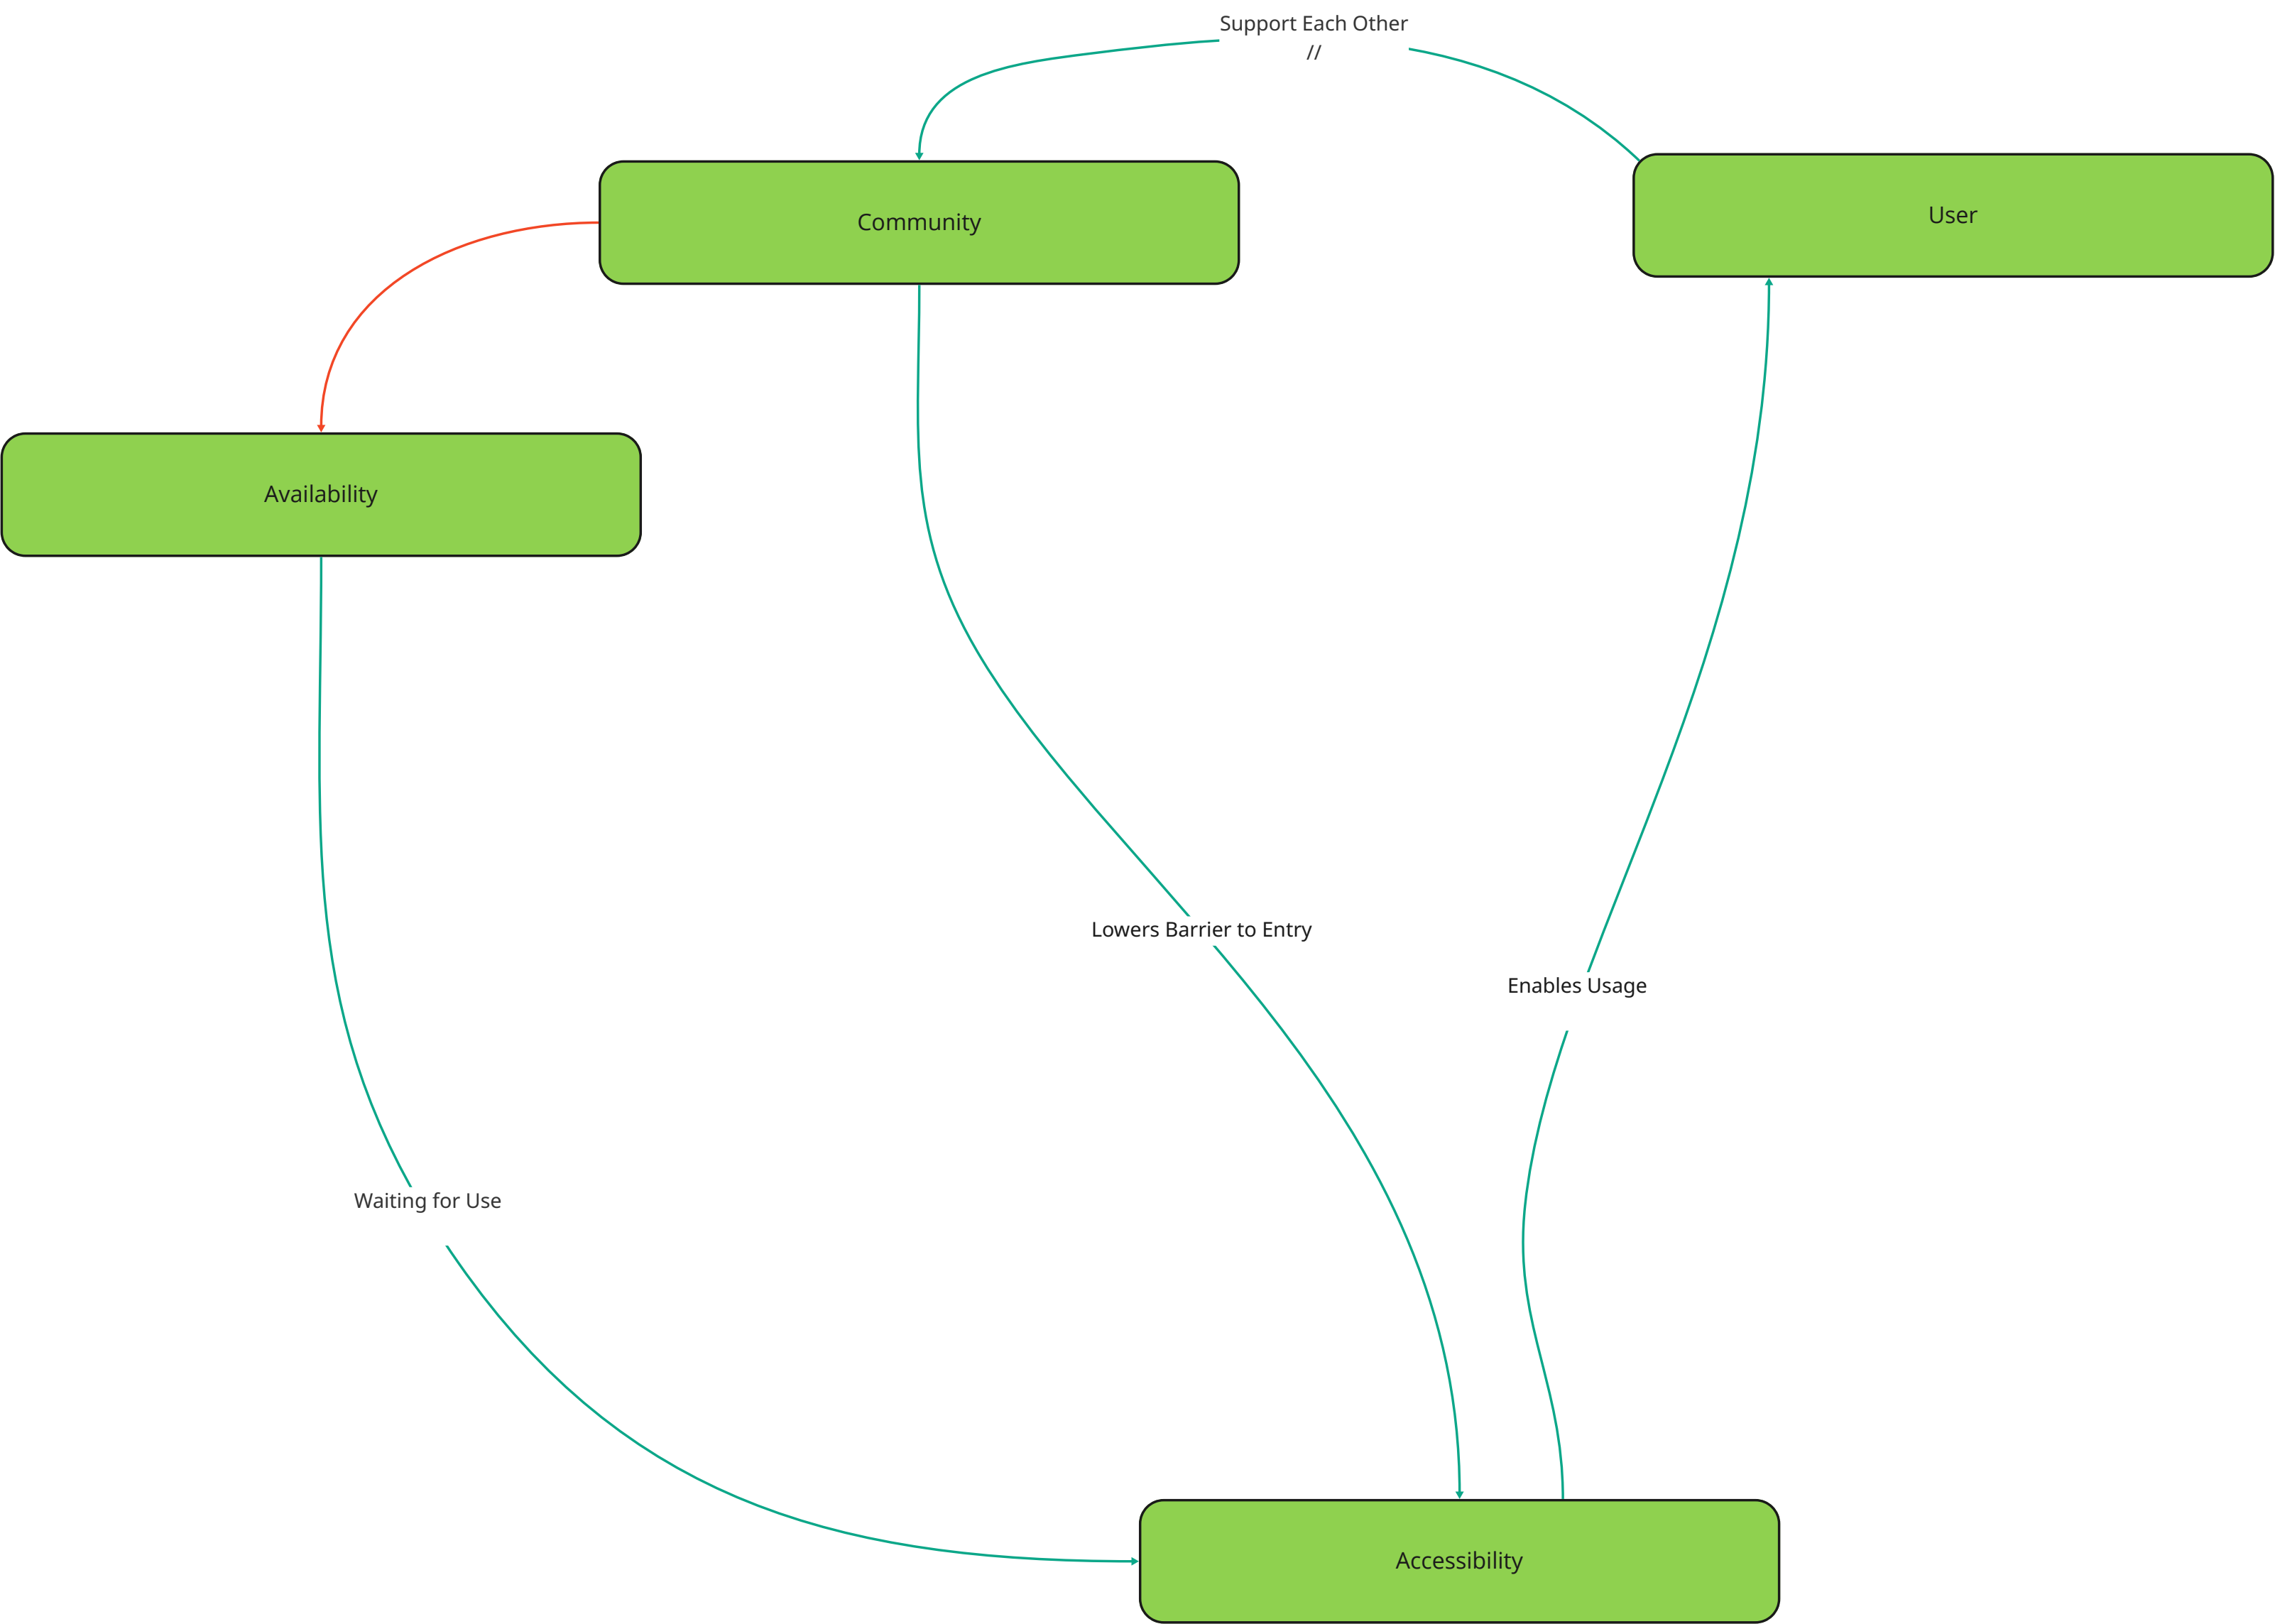 Support Each Other
//
Community
User
Availability
Lowers Barrier to Entry
Enables Usage
Waiting for Use
Accessibility